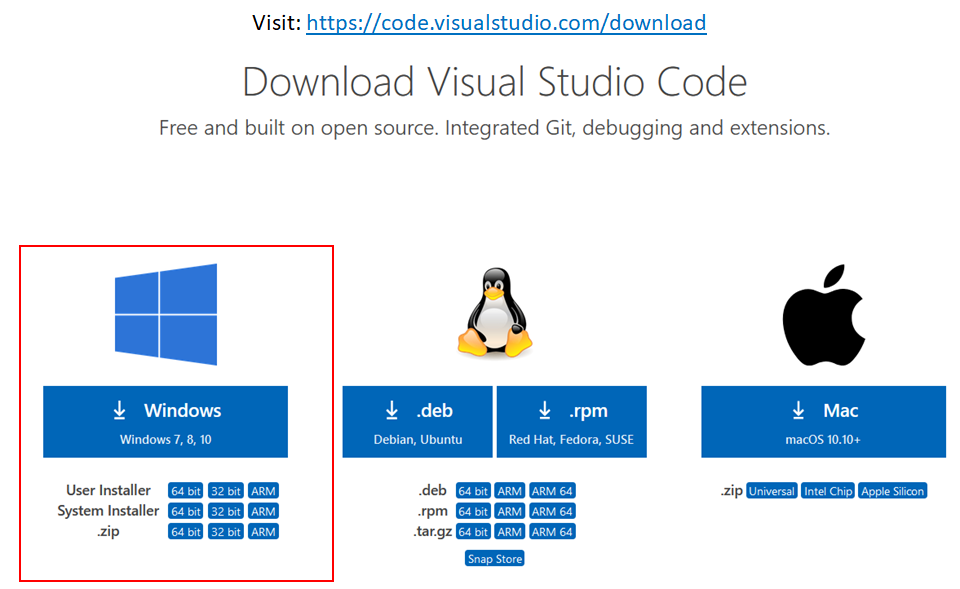 Visit: https://code.visualstudio.com/download
Download Visual Studio Code
Free and built on open source. Integrated Git, debugging and extensions.
Windows
Windows 7, 8, 10
User Installer 64 bit 32 bit ARM
System Installer 64 bit 32 bit ARM
.zip 64 bit 32 bit ARM
.deb
Debian, Ubuntu
.rpm
Red Hat, Fedora, SUSE
.deb 64 bit ARM ARM 64
.rpm 64 bit ARM ARM 64
.tar.gz 64 bit ARM ARM 64
Snap Store
Mac
macOS 10.10+
.zip Universal Intel Chip Apple Silicon